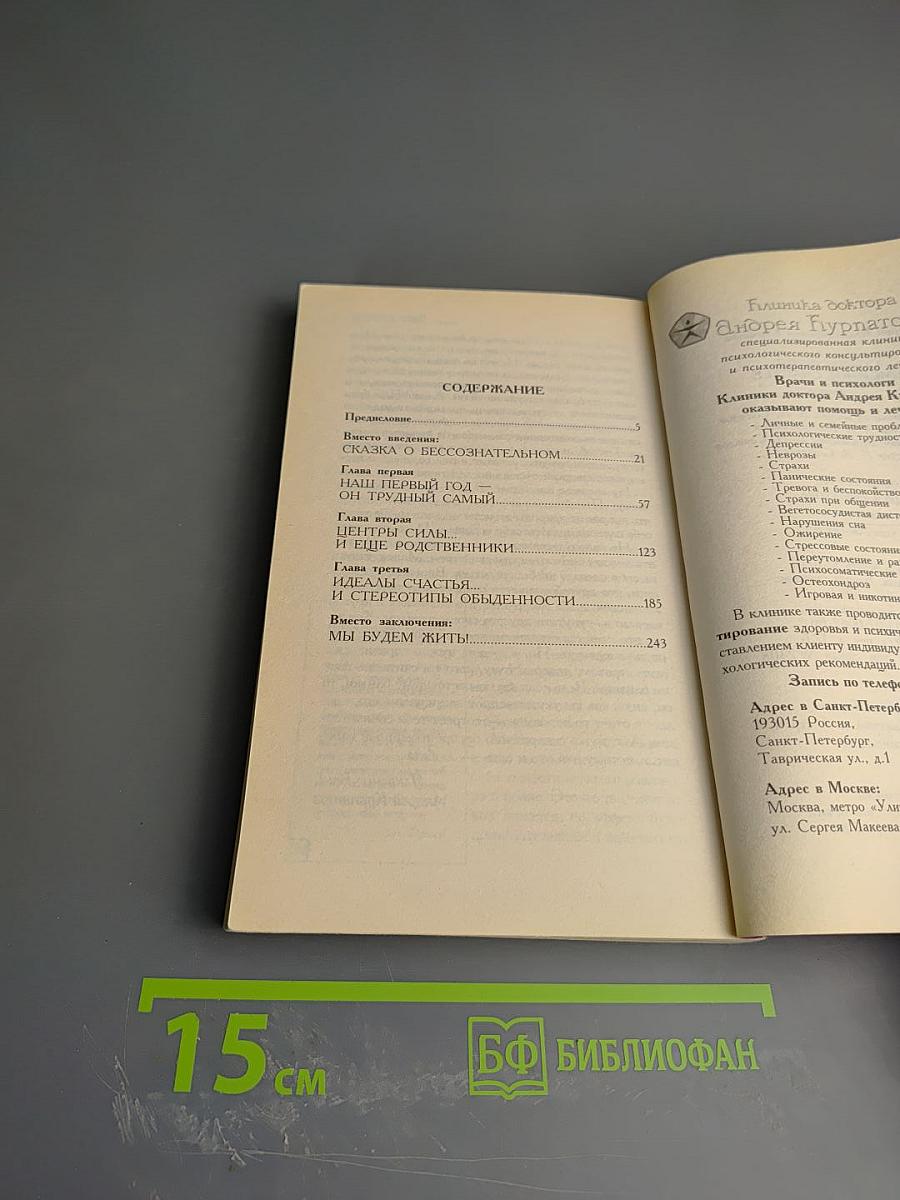 СОДЕРЖАНИЕ
Предисловие.....5
Вместо введения:
СКАЗКА О БЕССОЗНАТЕЛЬНОМ.....21
Глава первая
НАШ ПЕРВЫЙ ГОД —
ОН ТРУДНЫЙ САМЫЙ.....57
Глава вторая
ЦЕНТРЫ СИЛЫ...
И ЕЩЕ РОДСТВЕННИКИ.....123
Глава третья
ИДЕАЛЫ СЧАСТЬЯ...
И СТЕРЕОТИПЫ ОБЫДЕННОСТИ.....185
Вместо заключения:
МЫ БУДЕМ ЖИТЬ!.....243
Клиника доктора
Андрея Курпато
специализированная клини
психологического консультиро
и психотерапевтического ле
Врачи и психологи
Клиники доктора Андрея К
оказывают помощь и ле
- Личные и семейные пробл
- Психологические труднос
- Депрессии
- Неврозы
- Страхи
- Панические состояния
- Тревога и беспокойство
- Страхи при общении
- Вегетососудистая дист
- Нарушения сна
- Ожирение
- Стрессовые состояни
- Переутомление и ра
- Психосоматические
- Остеохондроз
- Игровая и никотин
В клинике также проводитс
тирование здоровья и психич
ставлением клиенту индивиду
хологических рекомендаций.
Запись по телефо
Адрес в Санкт-Петерб
193015 Россия,
Санкт-Петербург,
Таврическая ул., д.1
Адрес в Москве:
Москва, метро «Ули
ул. Сергея Макеева
15 см
БФ БИБЛИОФАН